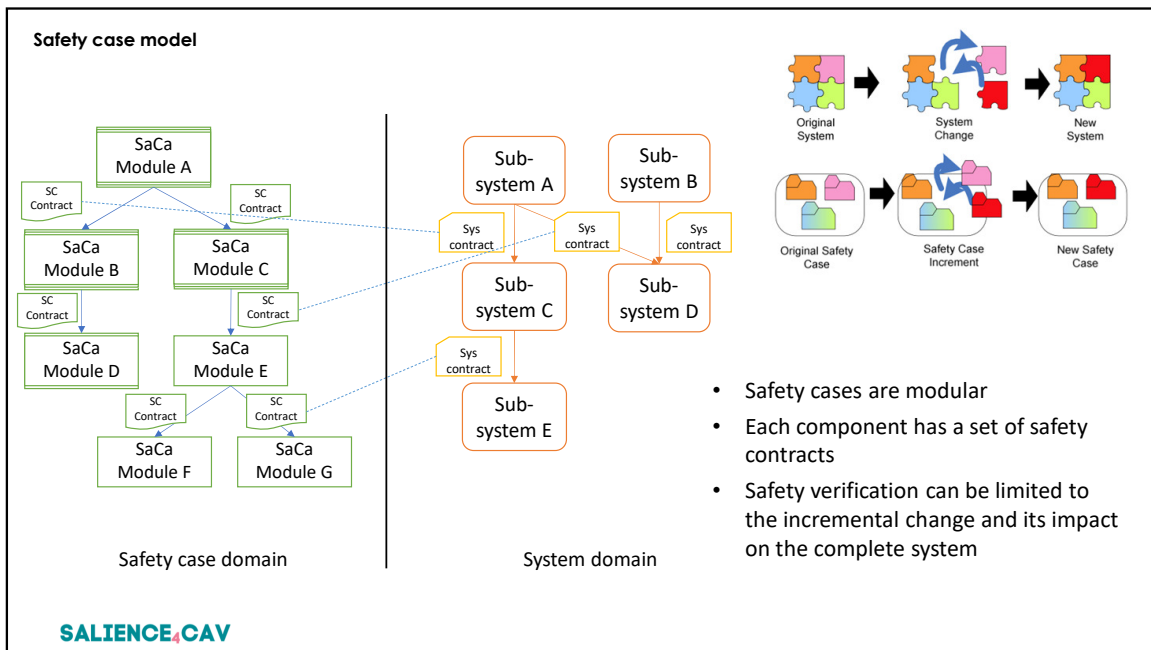 Safety case model
SaCa
Module A
SC
Contract
SC
Contract
SaCa
Module B
SaCa
Module C
SC
Contract
SC
Contract
SaCa
Module D
SaCa
Module E
SC
Contract
SC
Contract
SaCa
Module F
SaCa
Module G
Safety case domain
Sub-
system A
Sub-
system B
Sys
contract
Sys
contract
Sys
contract
Sub-
system C
Sub-
system D
Sys
contract
Sub-
system E
System domain
Original
System
System
Change
New
System
Original Safety
Case
Safety Case
Increment
New Safety
Case
• Safety cases are modular
• Each component has a set of safety
contracts
• Safety verification can be limited to
the incremental change and its impact
on the complete system
SALIENCE4CAV